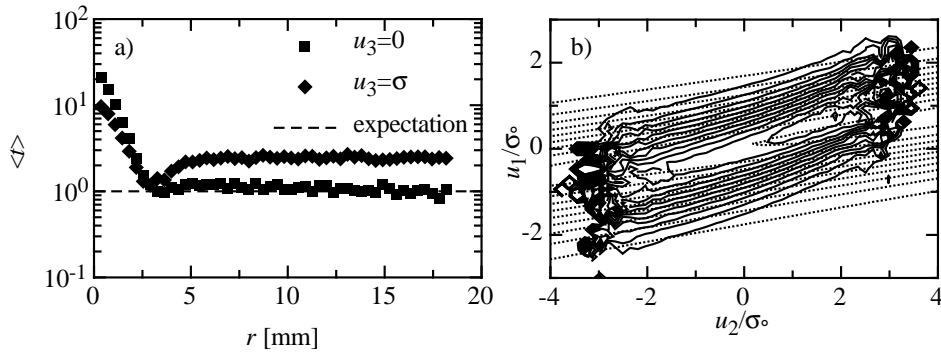 a)
u₃=0
u₃=σ
expectation
10²
10¹
10⁰
10⁻¹
0
5
10
15
20
r [mm]
b)
2
0
-2
u₁/σ∘
-4
-2
0
2
4
u₂/σ∘